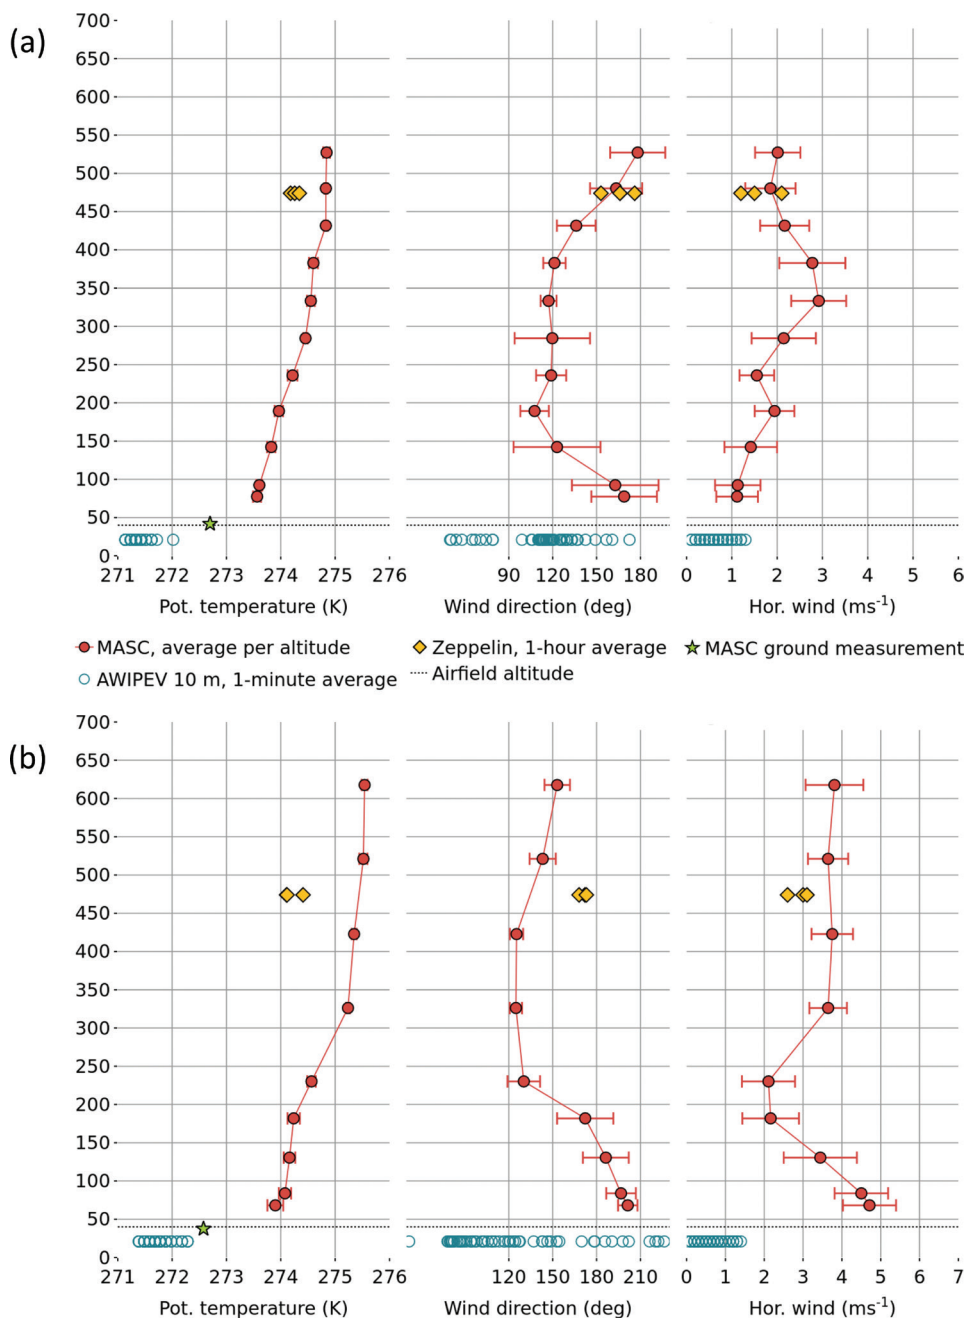 (a)
700
650
600
550
500
450
400
350
300
250
200
150
100
50
0
271 272 273 274 275 276
90 120 150 180
0 1 2 3 4 5 6
Pot. temperature (K) Wind direction (deg) Hor. wind (ms⁻¹)
MASC, average per altitude Zeppelin, 1-hour average MASC ground measurement
AWIPEV 10 m, 1-minute average Airfield altitude
(b)
700
600
550
500
450
400
350
300
250
200
150
100
50
0
271 272 273 274 275 276
120 150 180 210
0 1 2 3 4 5 6 7
Pot. temperature (K) Wind direction (deg) Hor. wind (ms⁻¹)